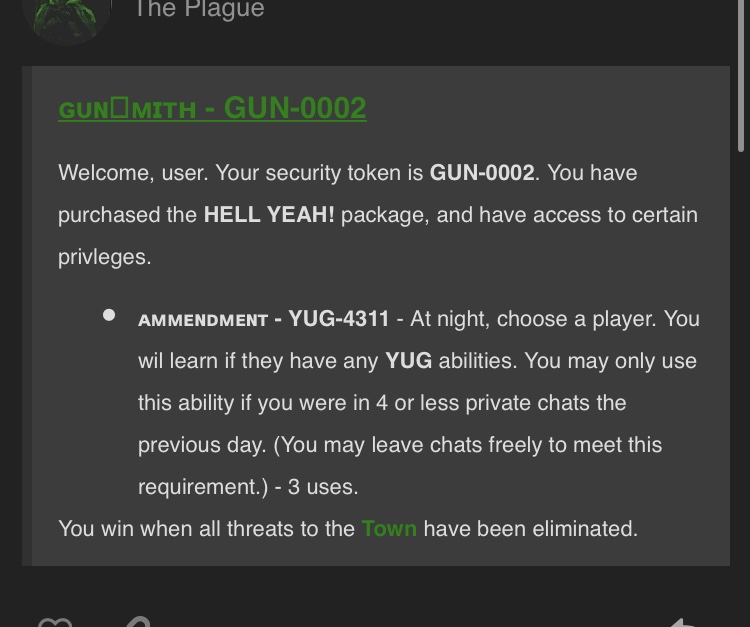 The Plague
ɢᴜɴ□ᴍɪᴛʜ - GUN-0002
Welcome, user. Your security token is GUN-0002. You have
purchased the HELL YEAH! package, and have access to certain
privleges.
ᴀᴍᴍᴇɴᴅᴍᴇɴᴛ - YUG-4311 - At night, choose a player. You
wil learn if they have any YUG abilities. You may only use
this ability if you were in 4 or less private chats the
previous day. (You may leave chats freely to meet this
requirement.) - 3 uses.
You win when all threats to the Town have been eliminated.